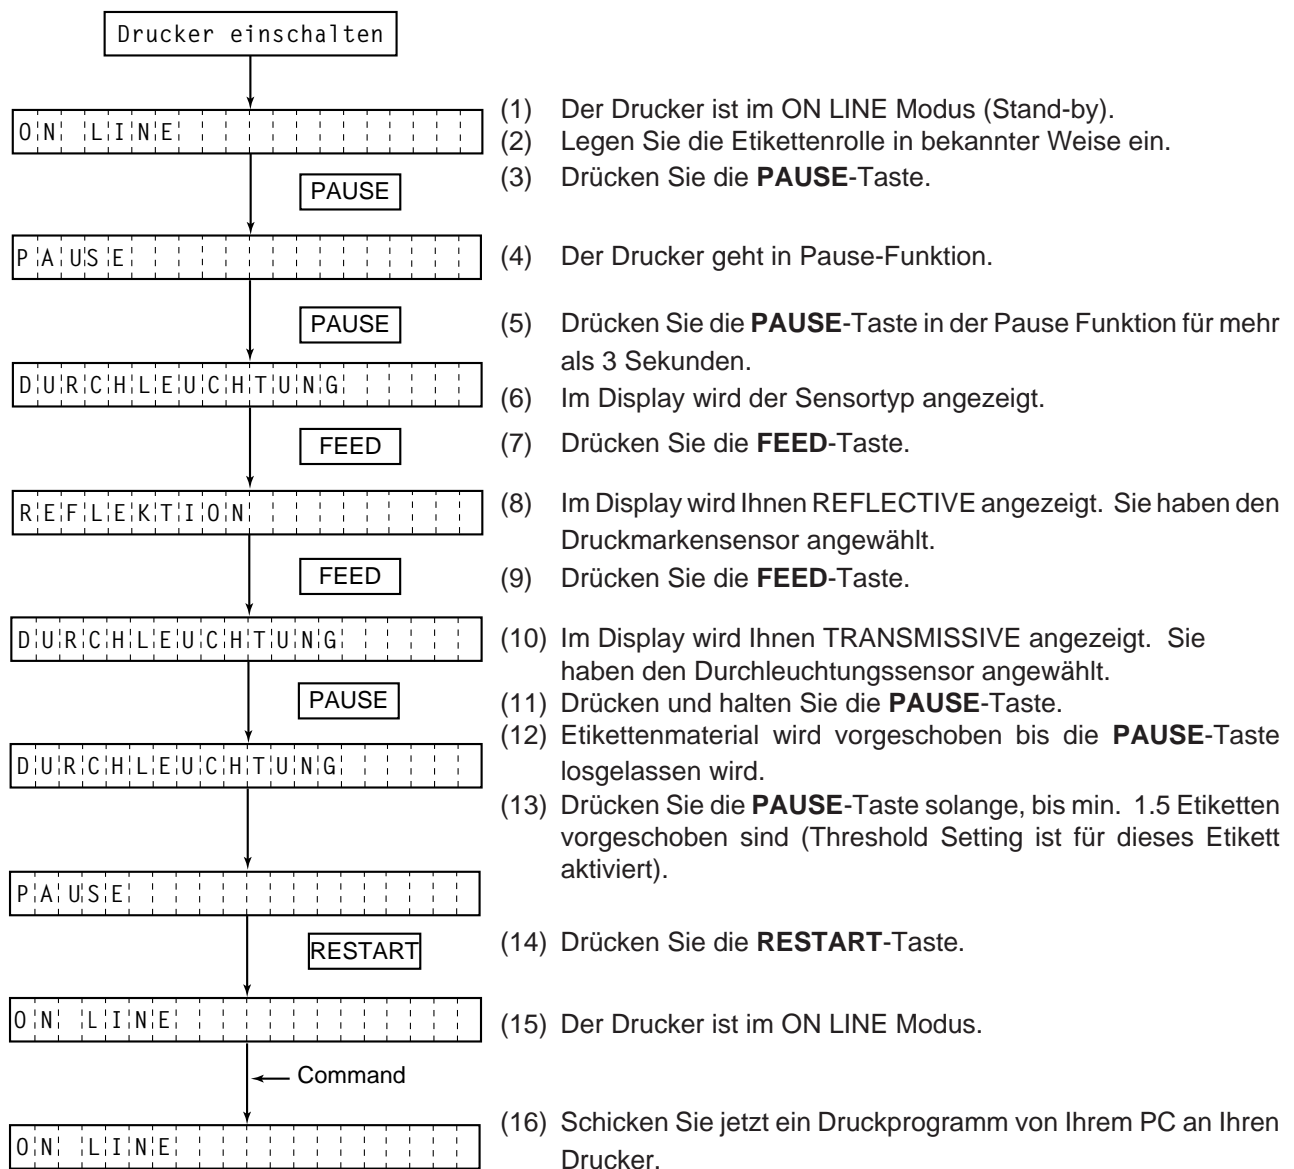 Drucker einschalten
ON LINE
(1) Der Drucker ist im ON LINE Modus (Stand-by).
(2) Legen Sie die Etikettenrolle in bekannter Weise ein.
PAUSE
(3) Drücken Sie die PAUSE-Taste.
PAUSE
(4) Der Drucker geht in Pause-Funktion.
PAUSE
(5) Drücken Sie die PAUSE-Taste in der Pause Funktion für mehr
als 3 Sekunden.
DURCHLEUCHTUNG
(6) Im Display wird der Sensortyp angezeigt.
FEED
(7) Drücken Sie die FEED-Taste.
REFLEKTION
(8) Im Display wird Ihnen REFLECTIVE angezeigt. Sie haben den
Druckmarkensensor angewählt.
FEED
(9) Drücken Sie die FEED-Taste.
DURCHLEUCHTUNG
(10) Im Display wird Ihnen TRANSMISSIVE angezeigt. Sie
haben den Durchleuchtungssensor angewählt.
PAUSE
(11) Drücken und halten Sie die PAUSE-Taste.
(12) Etikettenmaterial wird vorgeschoben bis die PAUSE-Taste
losgelassen wird.
DURCHLEUCHTUNG
(13) Drücken Sie die PAUSE-Taste solange, bis min. 1.5 Etiketten
vorgeschoben sind (Threshold Setting ist für dieses Etikett
aktiviert).
PAUSE
RESTART
(14) Drücken Sie die RESTART-Taste.
ON LINE
(15) Der Drucker ist im ON LINE Modus.
Command
ON LINE
(16) Schicken Sie jetzt ein Druckprogramm von Ihrem PC an Ihren
Drucker.